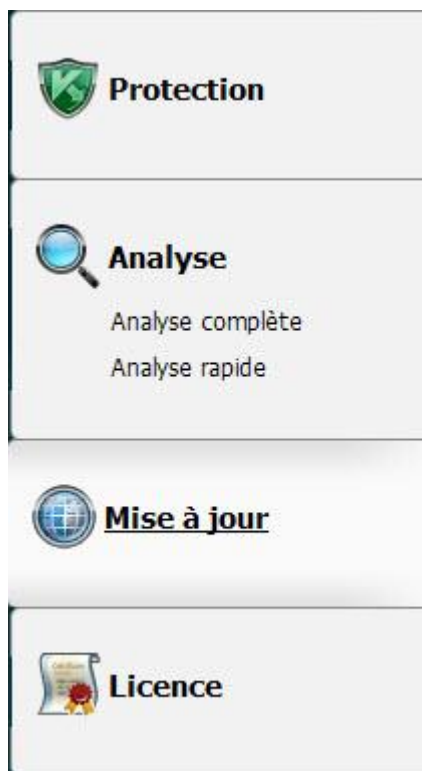 Protection
Analyse
Analyse complète
Analyse rapide
Mise à jour
Licence